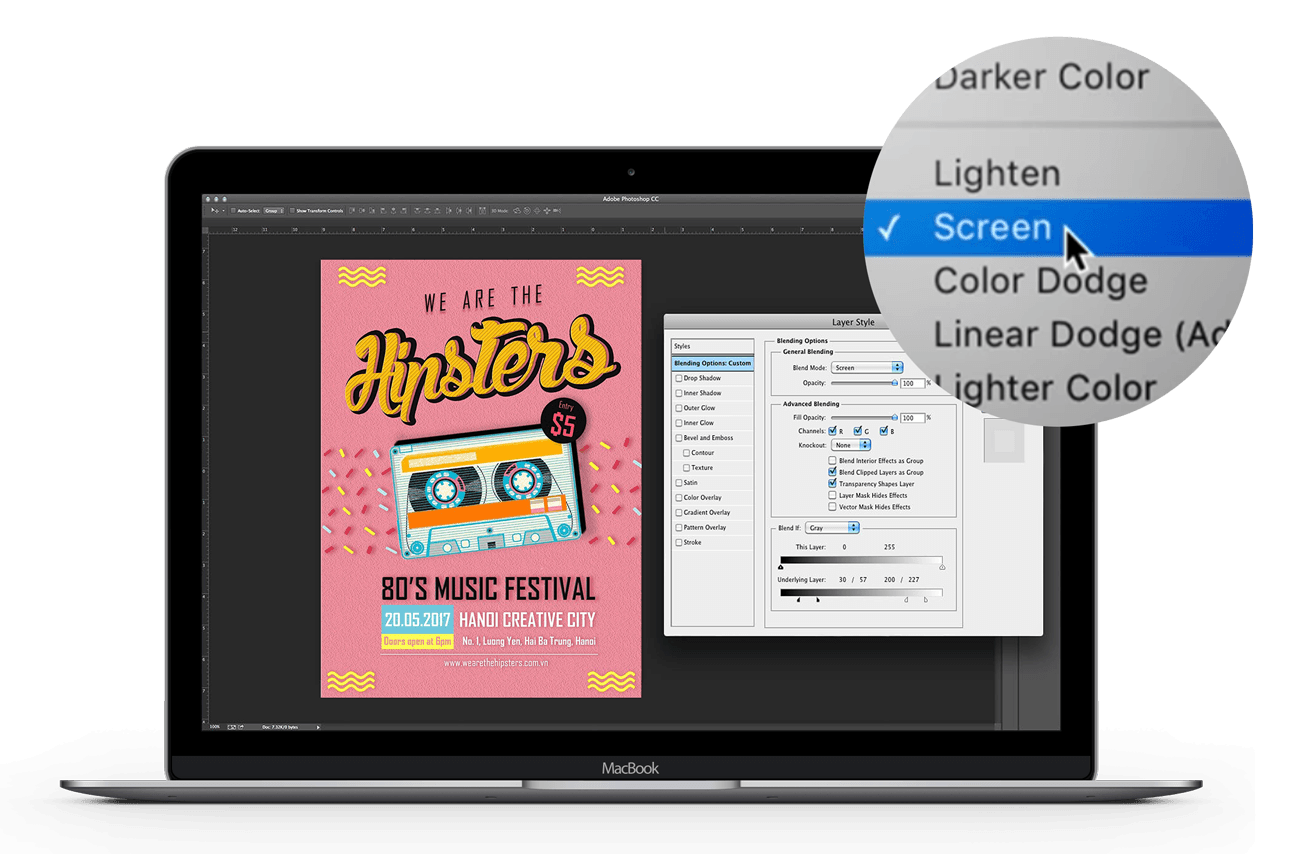 Darker Color
Lighten
✓ Screen
Color Dodge
Linear Dodge (Ad
Lighter Color
Adobe Photoshop CC
Auto-Select: Group
Show Transform Controls
3D Mode:
WE ARE THE
Hipsters
Entry
$5
80'S MUSIC FESTIVAL
20.05.2017 HANOI CREATIVE CITY
Doors open at 6pm No. 1, Luong Yen, Hai Ba Trung, Hanoi
www.wearethehipsters.com.vn
Layer Style
Styles
Blending Options: Custom
Drop Shadow
Inner Shadow
Outer Glow
Inner Glow
Bevel and Emboss
Contour
Texture
Satin
Color Overlay
Gradient Overlay
Pattern Overlay
Stroke
Blending Options
General Blending
Blend Mode: Screen
Opacity: 100 %
Advanced Blending
Fill Opacity: 100 %
Channels: R G B
Knockout: None
Blend Interior Effects as Group
Blend Clipped Layers as Group
Transparency Shapes Layer
Layer Mask Hides Effects
Vector Mask Hides Effects
Blend If: Gray
This Layer: 0 255
Underlying Layer: 30 / 57 200 / 227
100%
MacBook